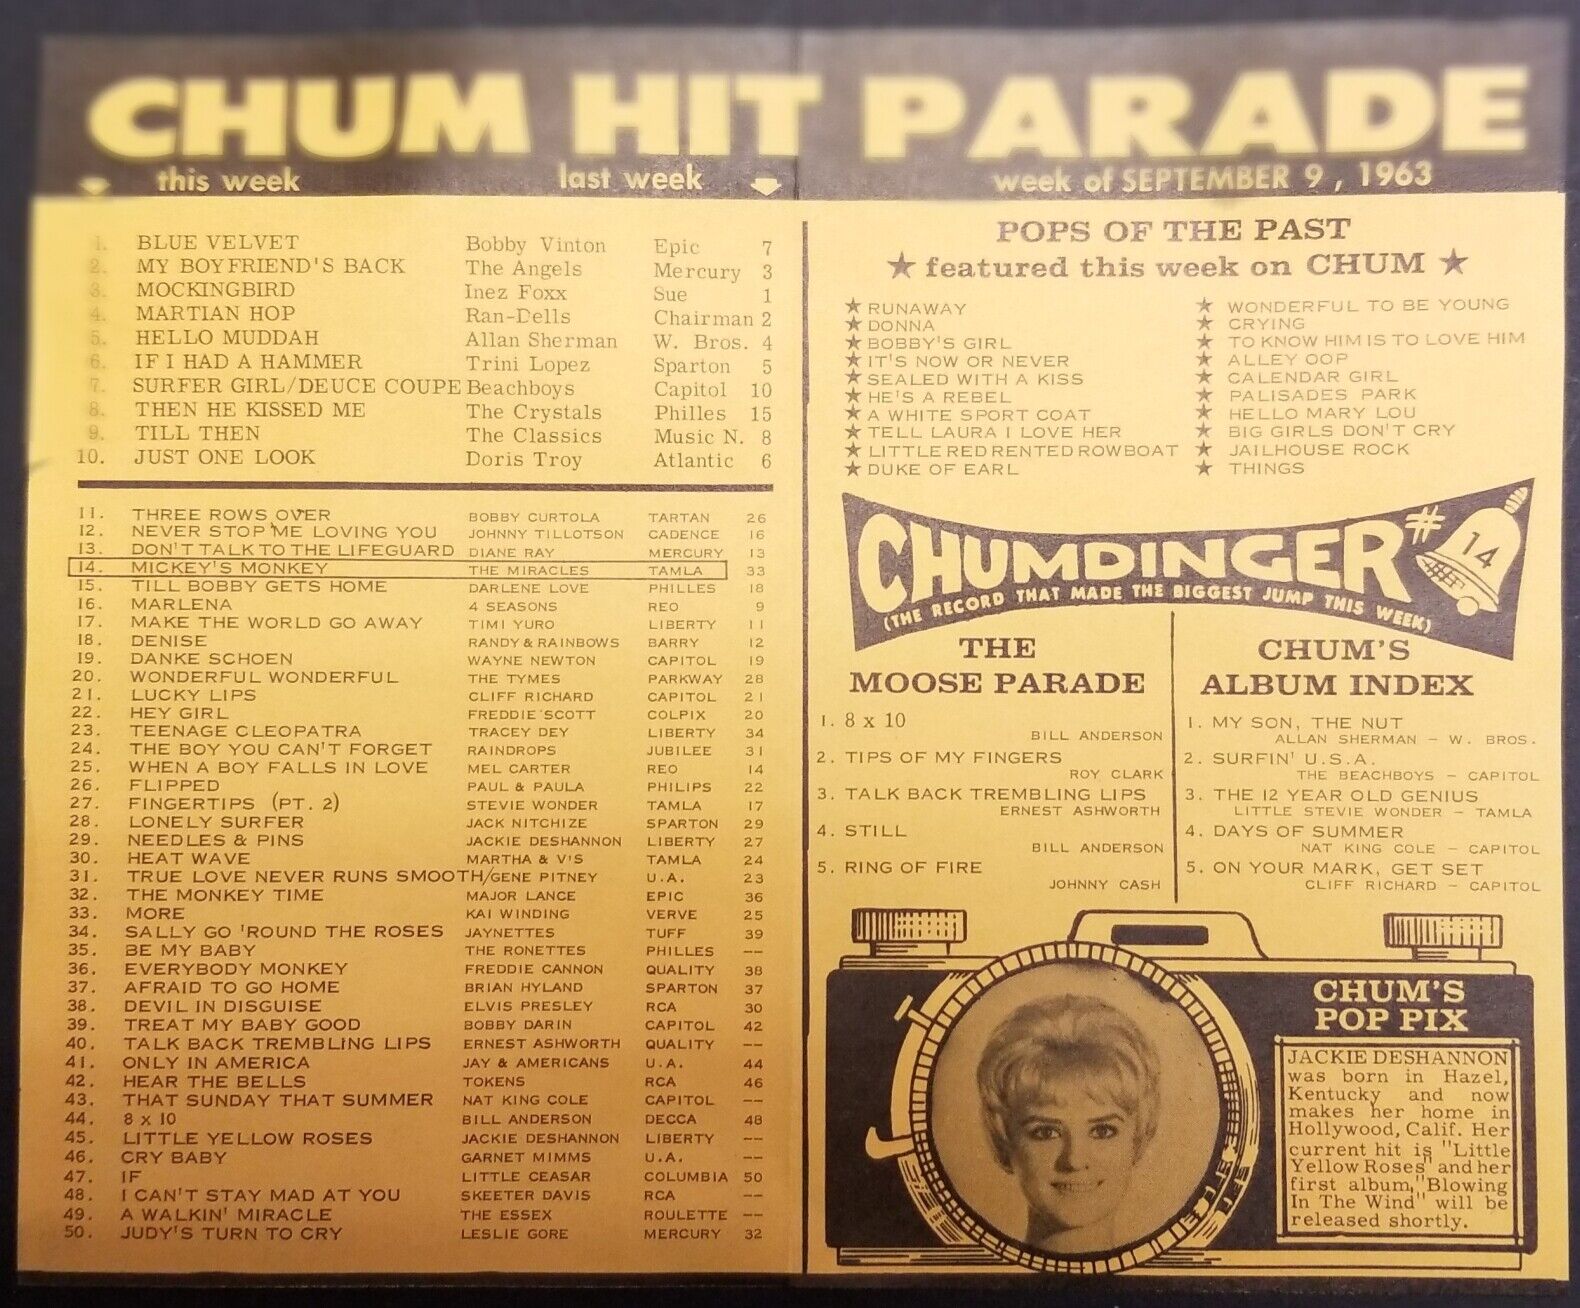 CHUM HIT PARADE
this week last week week of SEPTEMBER 9, 1963
1. BLUE VELVET Bobby Vinton Epic 7
2. MY BOYFRIEND'S BACK The Angels Mercury 3
3. MOCKINGBIRD Inez Foxx Sue 1
4. MARTIAN HOP Ran-Dells Chairman 2
5. HELLO MUDDAH Allan Sherman W. Bros. 4
6. IF I HAD A HAMMER Trini Lopez Sparton 5
7. SURFER GIRL/DEUCE COUPE Beachboys Capitol 10
8. THEN HE KISSED ME The Crystals Philles 15
9. TILL THEN The Classics Music N. 8
10. JUST ONE LOOK Doris Troy Atlantic 6
11. THREE ROWS OVER BOBBY CURTOLA TARTAN 26
12. NEVER STOP ME LOVING YOU JOHNNY TILLOTSON CADENCE 16
13. DON'T TALK TO THE LIFEGUARD DIANE RAY MERCURY 13
14. MICKEY'S MONKEY THE MIRACLES TAMLA 33
15. TILL BOBBY GETS HOME DARLENE LOVE PHILLES 18
16. MARLENA 4 SEASONS REO 9
17. MAKE THE WORLD GO AWAY TIMI YURO LIBERTY 11
18. DENISE RANDY & RAINBOWS BARRY 12
19. DANKE SCHOEN WAYNE NEWTON CAPITOL 19
20. WONDERFUL WONDERFUL THE TYMES PARKWAY 28
21. LUCKY LIPS CLIFF RICHARD CAPITOL 21
22. HEY GIRL FREDDIE SCOTT COLPIX 20
23. TEENAGE CLEOPATRA TRACEY DEY LIBERTY 34
24. THE BOY YOU CAN'T FORGET RAINDROPS JUBILEE 31
25. WHEN A BOY FALLS IN LOVE MEL CARTER REO 14
26. FLIPPED PAUL & PAULA PHILIPS 22
27. FINGERTIPS (PT. 2) STEVIE WONDER TAMLA 17
28. LONELY SURFER JACK NITCHIZE SPARTON 29
29. NEEDLES & PINS JACKIE DESHANNON LIBERTY 27
30. HEAT WAVE MARTHA & V'S TAMLA 24
31. TRUE LOVE NEVER RUNS SMOOTH/GENE PITNEY U.A. 23
32. THE MONKEY TIME MAJOR LANCE EPIC 36
33. MORE KAI WINDING VERVE 25
34. SALLY GO 'ROUND THE ROSES JAYNETTES TUFF 39
35. BE MY BABY THE RONETTES PHILLES --
36. EVERYBODY MONKEY FREDDIE CANNON QUALITY 38
37. AFRAID TO GO HOME BRIAN HYLAND SPARTON 37
38. DEVIL IN DISGUISE ELVIS PRESLEY RCA 30
39. TREAT MY BABY GOOD BOBBY DARIN CAPITOL 42
40. TALK BACK TREMBLING LIPS ERNEST ASHWORTH QUALITY --
41. ONLY IN AMERICA JAY & AMERICANS U.A. 44
42. HEAR THE BELLS TOKENS RCA 46
43. THAT SUNDAY THAT SUMMER NAT KING COLE CAPITOL --
44. 8 x 10 BILL ANDERSON DECCA 48
45. LITTLE YELLOW ROSES JACKIE DESHANNON LIBERTY --
46. CRY BABY GARNET MIMMS U.A. --
47. IF LITTLE CEASAR COLUMBIA 50
48. I CAN'T STAY MAD AT YOU SKEETER DAVIS RCA --
49. A WALKIN' MIRACLE THE ESSEX ROULETTE --
50. JUDY'S TURN TO CRY LESLIE GORE MERCURY 32
POPS OF THE PAST
★ featured this week on CHUM ★
★ RUNAWAY
★ DONNA
★ BOBBY'S GIRL
★ IT'S NOW OR NEVER
★ SEALED WITH A KISS
★ HE'S A REBEL
★ A WHITE SPORT COAT
★ TELL LAURA I LOVE HER
★ LITTLE RED RENTED ROWBOAT
★ DUKE OF EARL
★ WONDERFUL TO BE YOUNG
★ CRYING
★ TO KNOW HIM IS TO LOVE HIM
★ ALLEY OOP
★ CALENDAR GIRL
★ PALISADES PARK
★ HELLO MARY LOU
★ BIG GIRLS DON'T CRY
★ JAILHOUSE ROCK
★ THINGS
CHUMDINGER # 14
(THE RECORD THAT MADE THE BIGGEST JUMP THIS WEEK)
THE
MOOSE PARADE
1. 8 x 10
BILL ANDERSON
2. TIPS OF MY FINGERS
ROY CLARK
3. TALK BACK TREMBLING LIPS
ERNEST ASHWORTH
4. STILL
BILL ANDERSON
5. RING OF FIRE
JOHNNY CASH
CHUM'S
ALBUM INDEX
1. MY SON, THE NUT
ALLAN SHERMAN - W. BROS.
2. SURFIN' U.S.A.
THE BEACHBOYS - CAPITOL
3. THE 12 YEAR OLD GENIUS
LITTLE STEVIE WONDER - TAMLA
4. DAYS OF SUMMER
NAT KING COLE - CAPITOL
5. ON YOUR MARK, GET SET
CLIFF RICHARD - CAPITOL
CHUM'S
POP PIX
JACKIE DESHANNON
was born in Hazel,
Kentucky and now
makes her home in
Hollywood, Calif. Her
current hit is "Little
Yellow Roses" and her
first album, "Blowing
In The Wind" will be
released shortly.